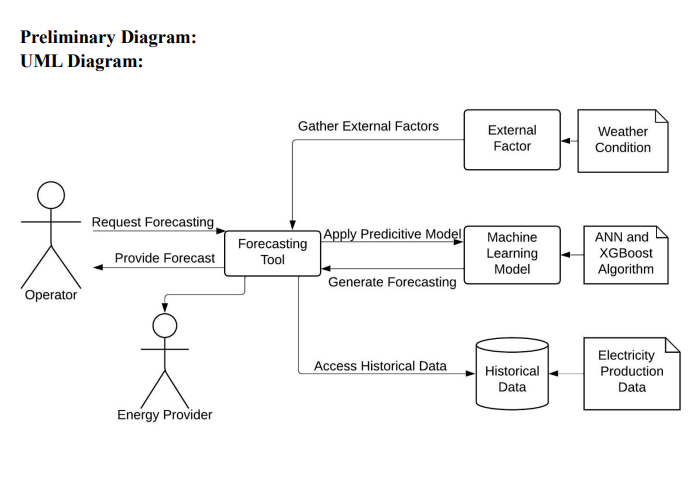 Preliminary Diagram:
UML Diagram:
Gather External Factors
External
Factor
Weather
Condition
Request Forecasting
Provide Forecast
Operator
Forecasting
Tool
Apply Predicitive Model
Generate Forecasting
Machine
Learning
Model
ANN and
XGBoost
Algorithm
Energy Provider
Access Historical Data
Historical
Data
Electricity
Production
Data